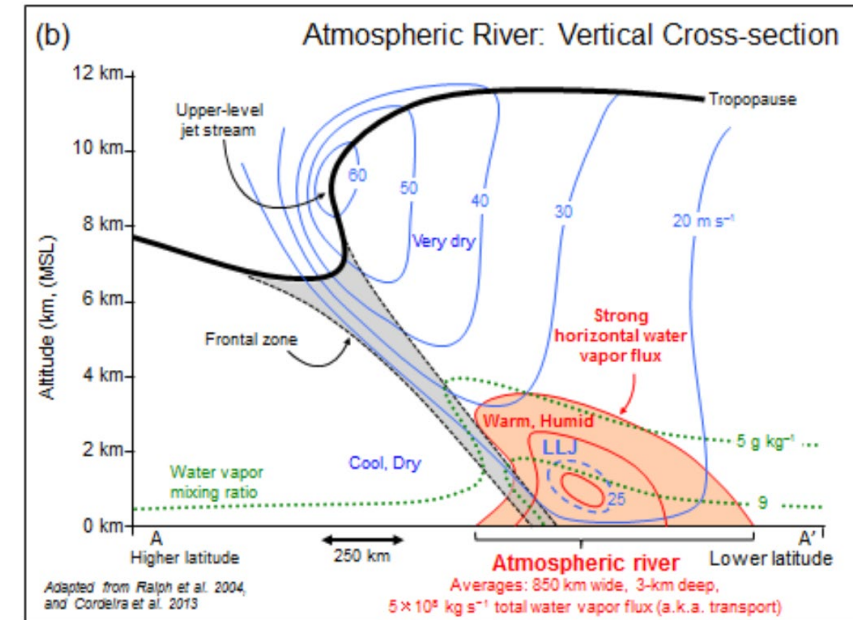 (b)
Atmospheric River: Vertical Cross-section
12 km
10 km
8 km
6 km
4 km
2 km
0 km
Altitude (km, (MSL)
Upper-level
jet stream
Tropopause
60
50
40
30
20 m s⁻¹
Very dry
Frontal zone
Strong
horizontal water
vapor flux
Warm, Humid
LLJ
25
5 g kg⁻¹
9
Cool, Dry
Water vapor
mixing ratio
A
Higher latitude
250 km
A′
Lower latitude
Atmospheric river
Averages: 850 km wide, 3-km deep,
5 × 10⁸ kg s⁻¹ total water vapor flux (a.k.a. transport)
Adapted from Ralph et al. 2004,
and Cordeira et al. 2013